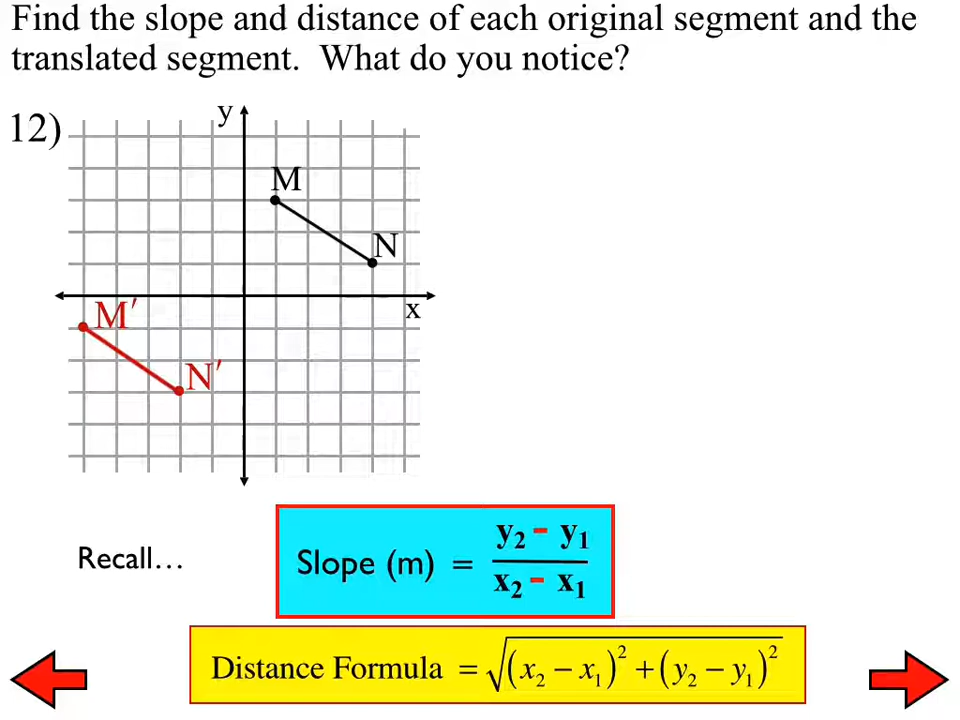 Find the slope and distance of each original segment and the
translated segment.  What do you notice?
12)
y
M
N
x
M′
N′
Recall…
Slope (m) = y₂ - y₁ / x₂ - x₁
Distance Formula = √(x₂ − x₁)² + (y₂ − y₁)²